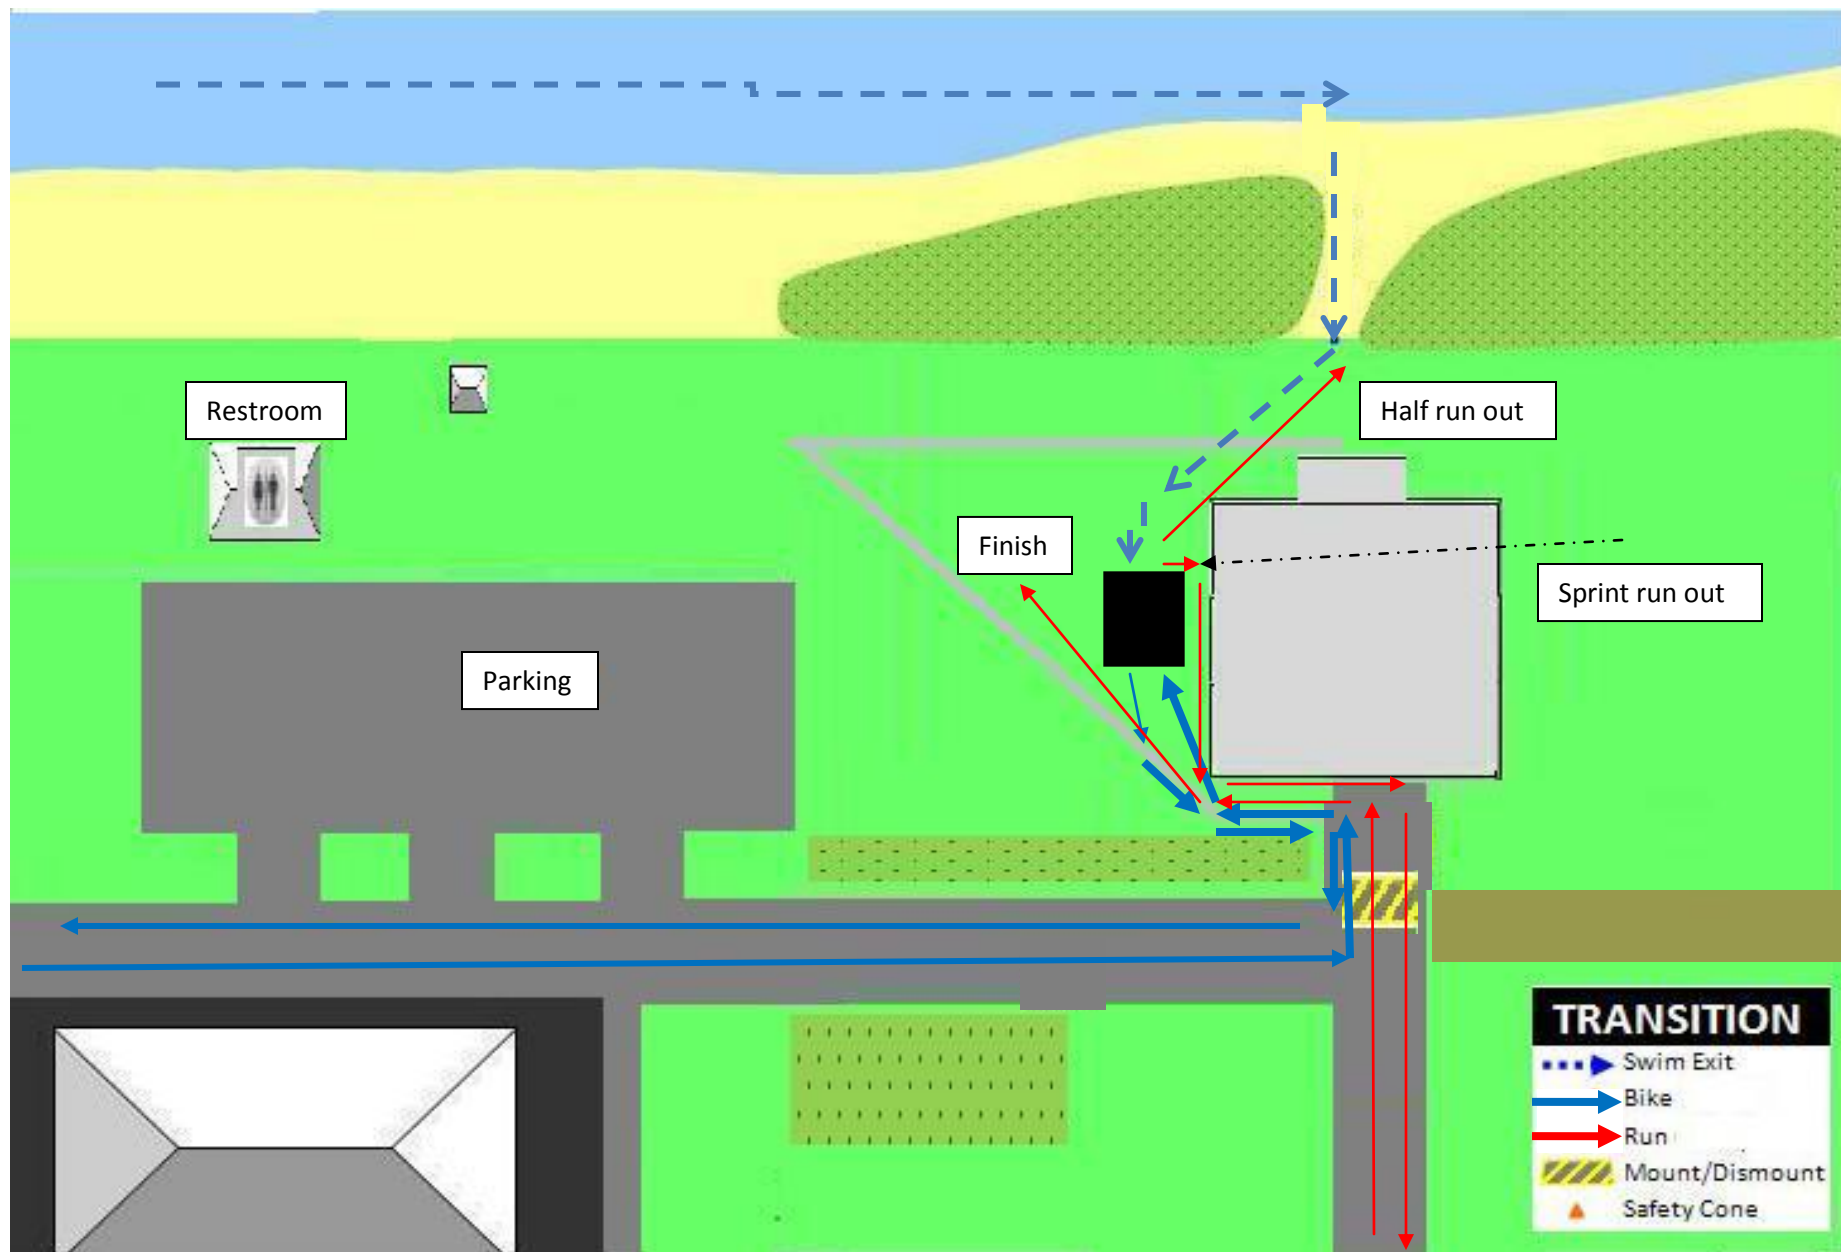 Restroom
Half run out
Finish
Sprint run out
Parking
TRANSITION
Swim Exit
Bike
Run
Mount/Dismount
Safety Cone